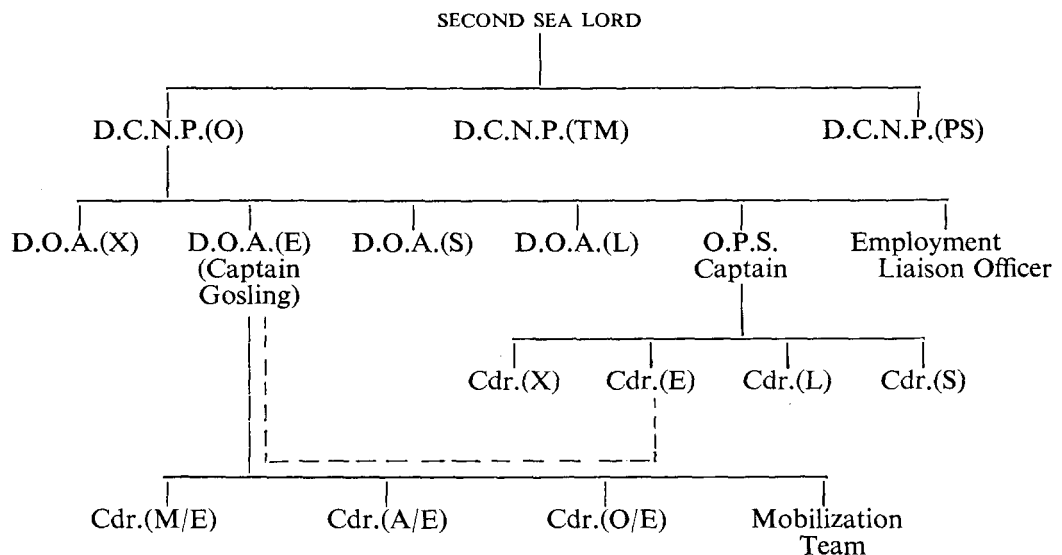 SECOND SEA LORD
D.C.N.P.(O) D.C.N.P.(TM) D.C.N.P.(PS)
D.O.A.(X) D.O.A.(E) D.O.A.(S) D.O.A.(L) O.P.S. Employment
(Captain Captain Liaison Officer
Gosling)
Cdr.(X) Cdr.(E) Cdr.(L) Cdr.(S)
Cdr.(M/E) Cdr.(A/E) Cdr.(O/E) Mobilization
Team